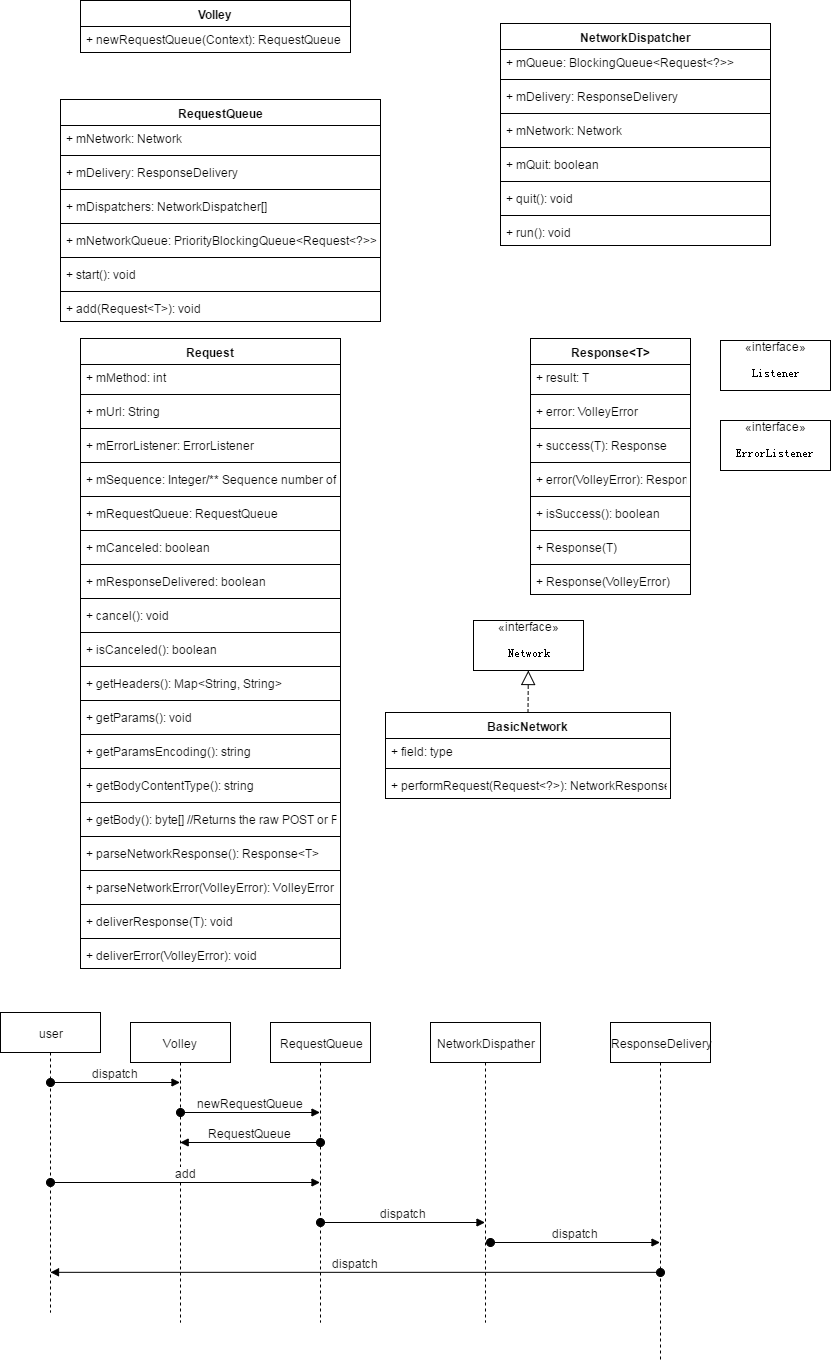 Volley
+ newRequestQueue(Context): RequestQueue
NetworkDispatcher
+ mQueue: BlockingQueue<Request<?>>
+ mDelivery: ResponseDelivery
+ mNetwork: Network
+ mQuit: boolean
+ quit(): void
+ run(): void
RequestQueue
+ mNetwork: Network
+ mDelivery: ResponseDelivery
+ mDispatchers: NetworkDispatcher[]
+ mNetworkQueue: PriorityBlockingQueue<Request<?>>
+ start(): void
+ add(Request<T>): void
Request
+ mMethod: int
+ mUrl: String
+ mErrorListener: ErrorListener
+ mSequence: Integer/** Sequence number of
+ mRequestQueue: RequestQueue
+ mCanceled: boolean
+ mResponseDelivered: boolean
+ cancel(): void
+ isCanceled(): boolean
+ getHeaders(): Map<String, String>
+ getParams(): void
+ getParamsEncoding(): string
+ getBodyContentType(): string
+ getBody(): byte[] //Returns the raw POST or P
+ parseNetworkResponse(): Response<T>
+ parseNetworkError(VolleyError): VolleyError
+ deliverResponse(T): void
+ deliverError(VolleyError): void
Response<T>
+ result: T
+ error: VolleyError
+ success(T): Response
+ error(VolleyError): Respor
+ isSuccess(): boolean
+ Response(T)
+ Response(VolleyError)
«interface»
Listener
«interface»
ErrorListener
«interface»
Network
BasicNetwork
+ field: type
+ performRequest(Request<?>): NetworkResponse
user
Volley
RequestQueue
NetworkDispather
ResponseDelivery
dispatch
newRequestQueue
RequestQueue
add
dispatch
dispatch
dispatch